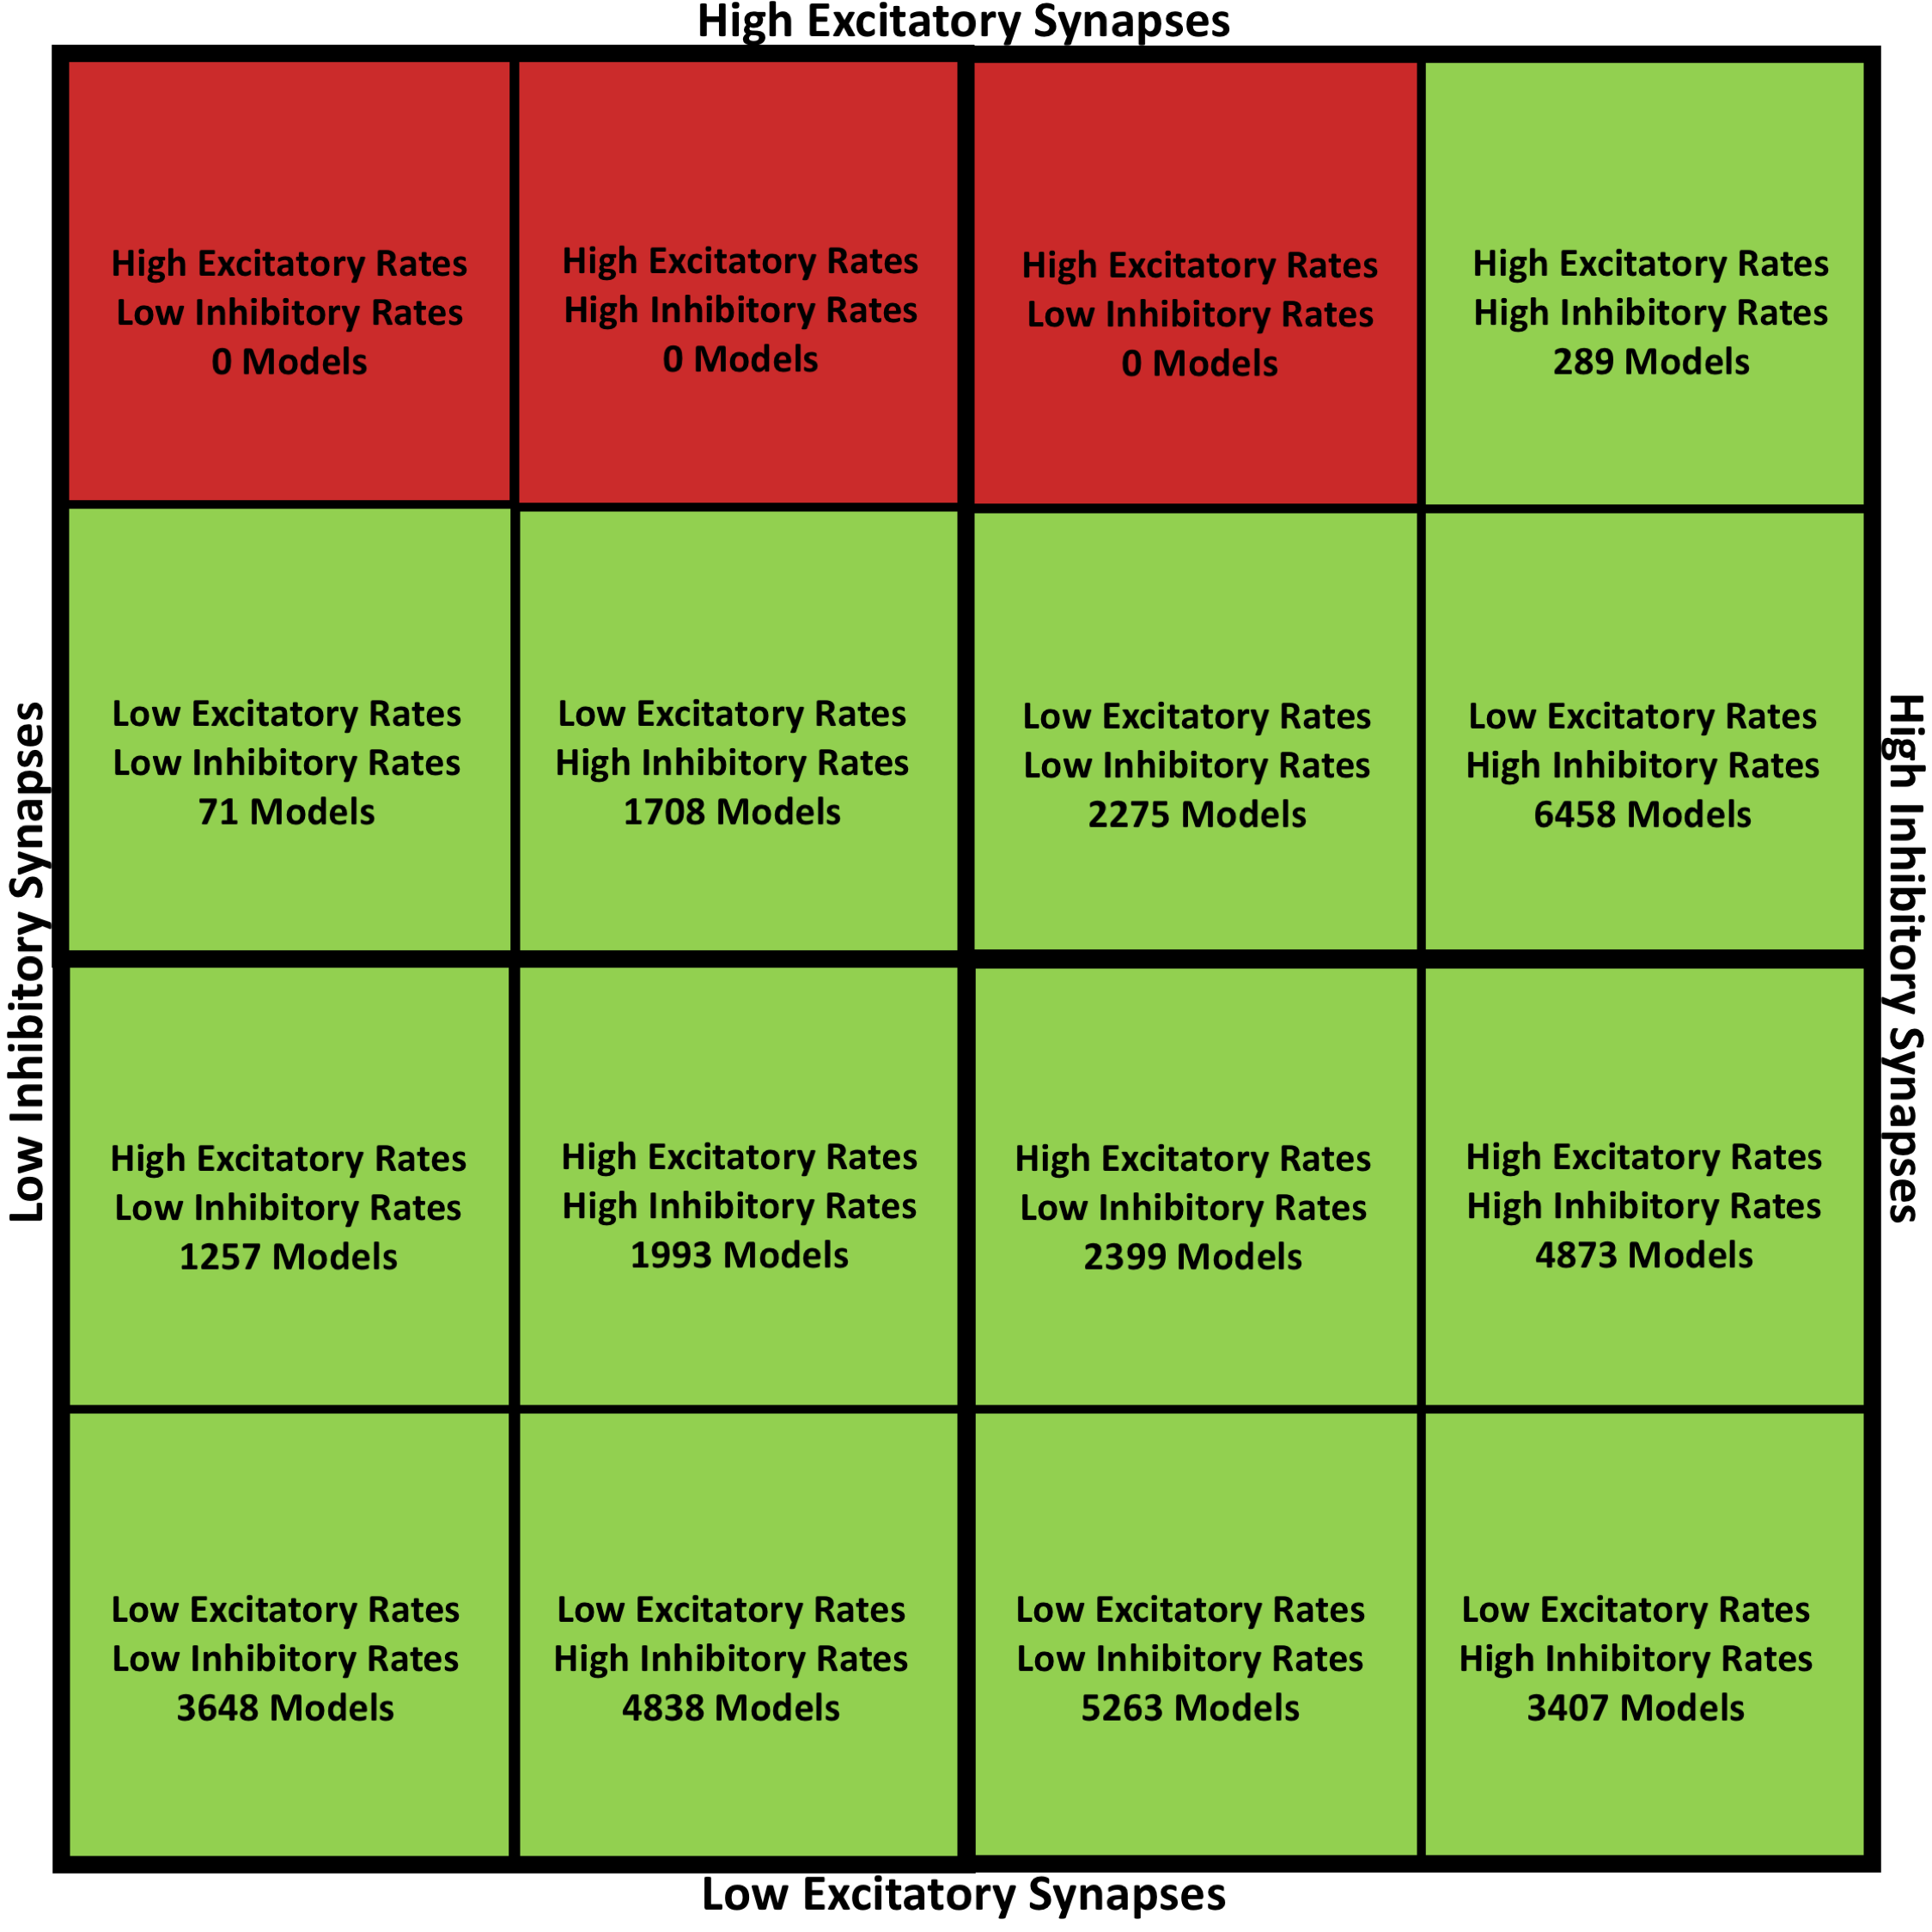 High Excitatory Synapses
High Excitatory Rates
Low Inhibitory Rates
0 Models
High Excitatory Rates
High Inhibitory Rates
0 Models
High Excitatory Rates
Low Inhibitory Rates
0 Models
High Excitatory Rates
High Inhibitory Rates
289 Models
Low Excitatory Rates
Low Inhibitory Rates
71 Models
Low Excitatory Rates
High Inhibitory Rates
1708 Models
Low Excitatory Rates
Low Inhibitory Rates
2275 Models
Low Excitatory Rates
High Inhibitory Rates
6458 Models
Low Inhibitory Synapses
High Inhibitory Synapses
High Excitatory Rates
Low Inhibitory Rates
1257 Models
High Excitatory Rates
High Inhibitory Rates
1993 Models
High Excitatory Rates
Low Inhibitory Rates
2399 Models
High Excitatory Rates
High Inhibitory Rates
4873 Models
Low Excitatory Rates
Low Inhibitory Rates
3648 Models
Low Excitatory Rates
High Inhibitory Rates
4838 Models
Low Excitatory Rates
Low Inhibitory Rates
5263 Models
Low Excitatory Rates
High Inhibitory Rates
3407 Models
Low Excitatory Synapses